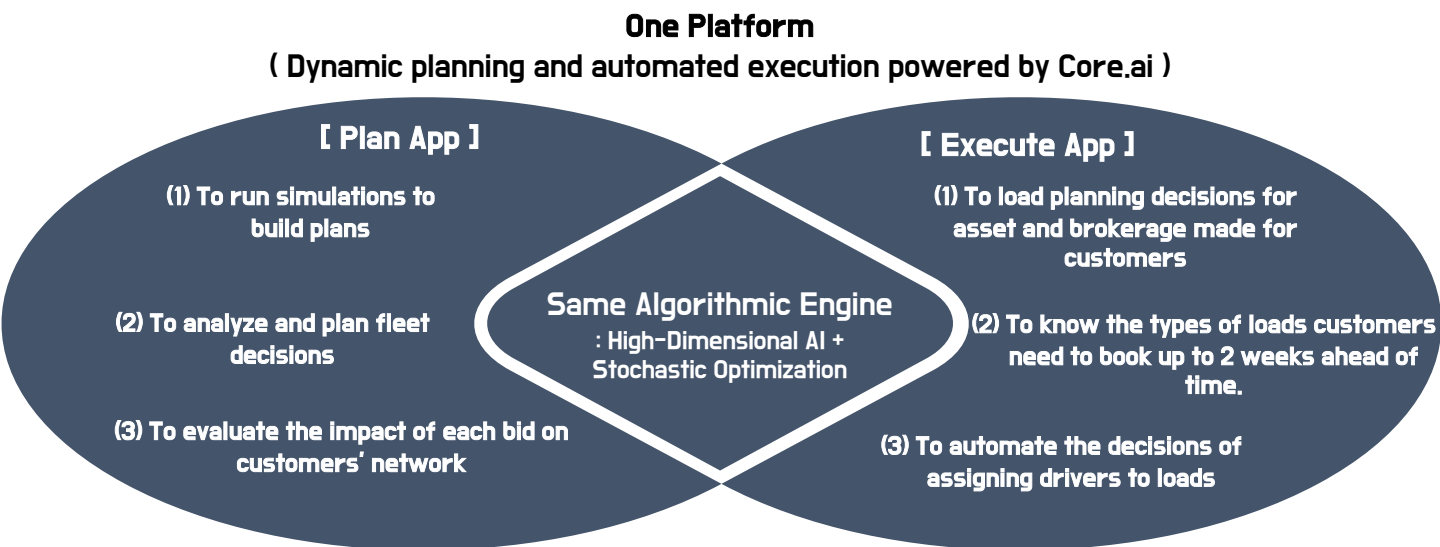 One Platform
( Dynamic planning and automated execution powered by Core.ai )
[ Plan App ]
(1) To run simulations to
build plans
(2) To analyze and plan fleet
decisions
(3) To evaluate the impact of each bid on
customers' network
Same Algorithmic Engine
: High-Dimensional AI +
Stochastic Optimization
[ Execute App ]
(1) To load planning decisions for
asset and brokerage made for
customers
(2) To know the types of loads customers
need to book up to 2 weeks ahead of
time.
(3) To automate the decisions of
assigning drivers to loads